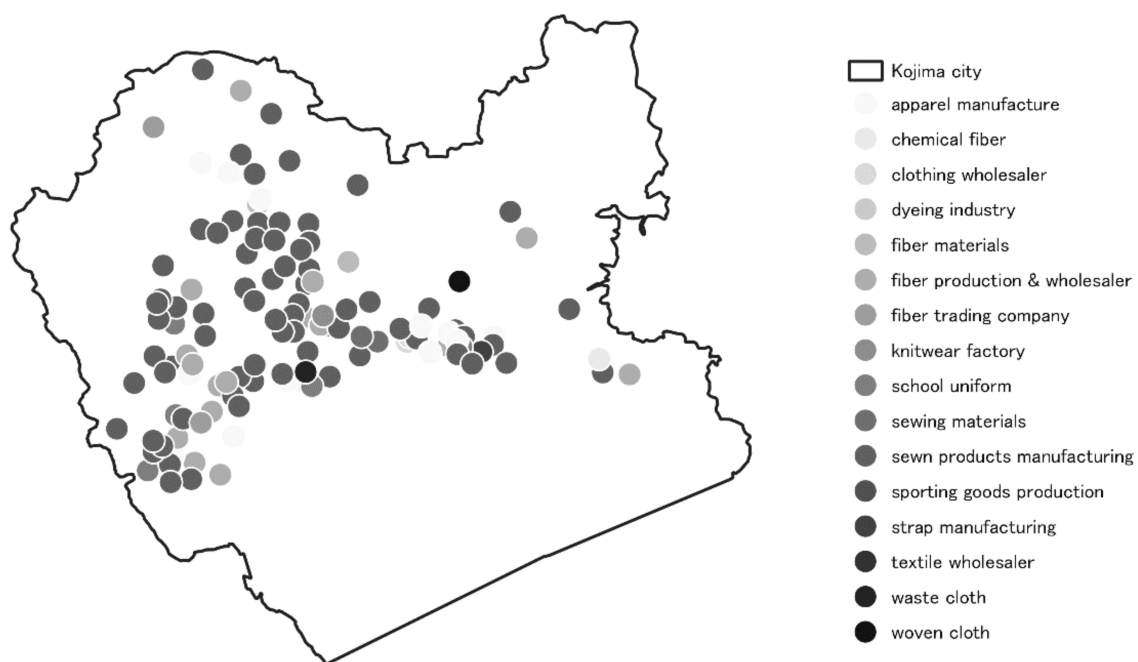 Kojima city
apparel manufacture
chemical fiber
clothing wholesaler
dyeing industry
fiber materials
fiber production & wholesaler
fiber trading company
knitwear factory
school uniform
sewing materials
sewn products manufacturing
sporting goods production
strap manufacturing
textile wholesaler
waste cloth
woven cloth